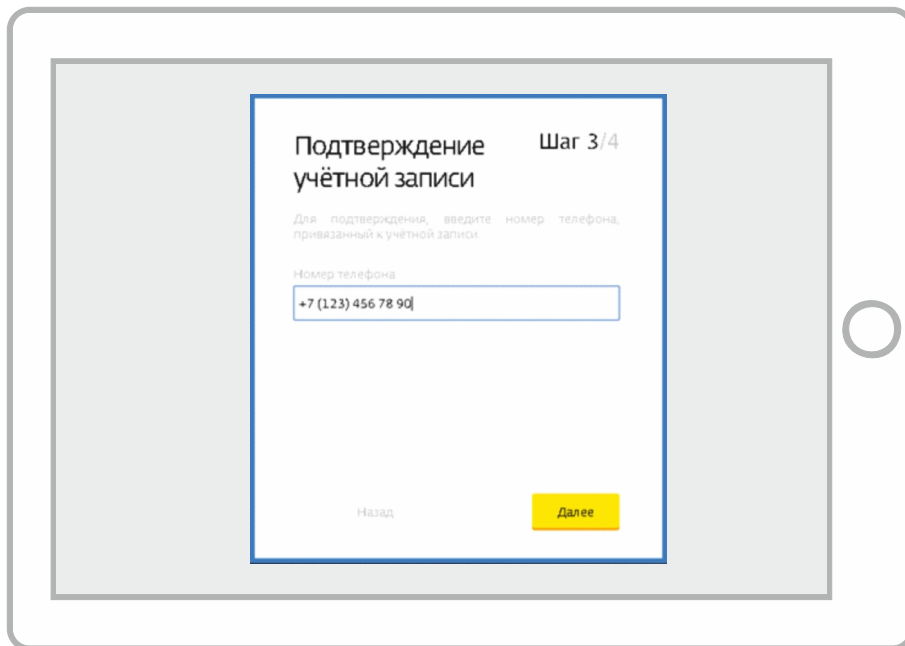 Подтверждение
учётной записи
Шаг 3/4
Для подтверждения, введите номер телефона,
привязанный к учётной записи.
Номер телефона
+7 (123) 456 78 90
Назад
Далее